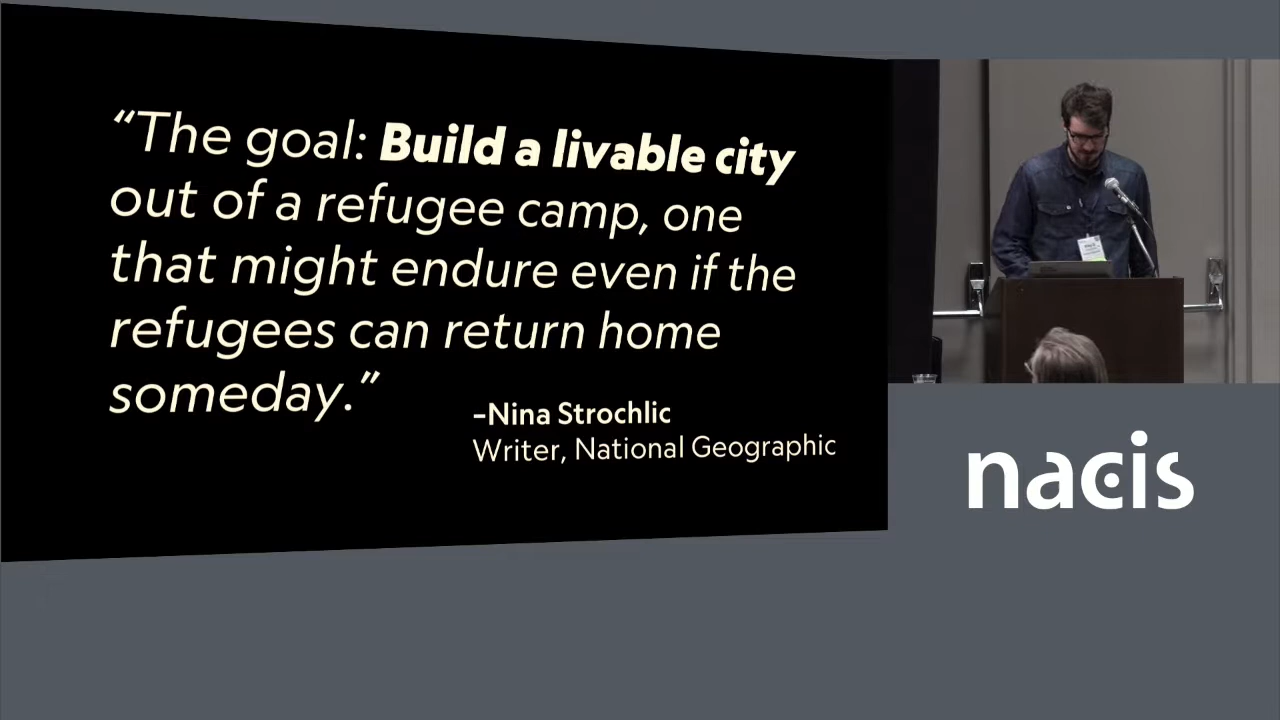 “The goal: Build a livable city
out of a refugee camp, one
that might endure even if the
refugees can return home
someday.”
–Nina Strochlic
Writer, National Geographic
nacis